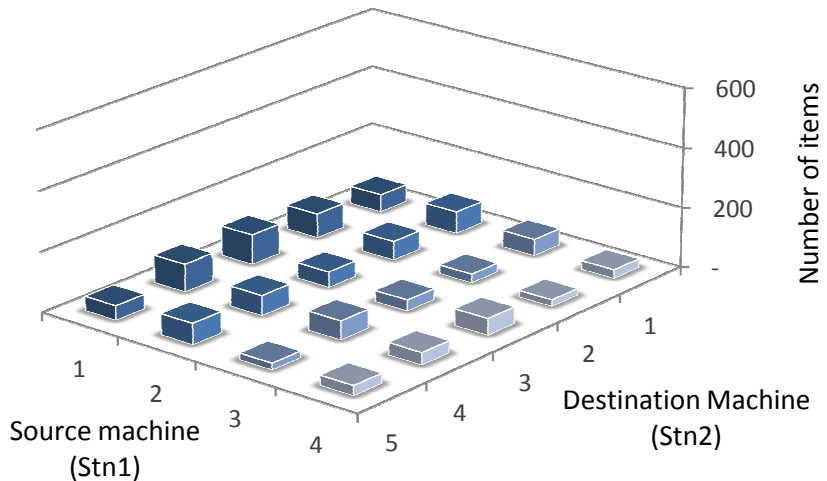 600
400
200
-
Number of items
1
2
3
4
Source machine
(Stn1)
1
2
3
4
5
Destination Machine
(Stn2)